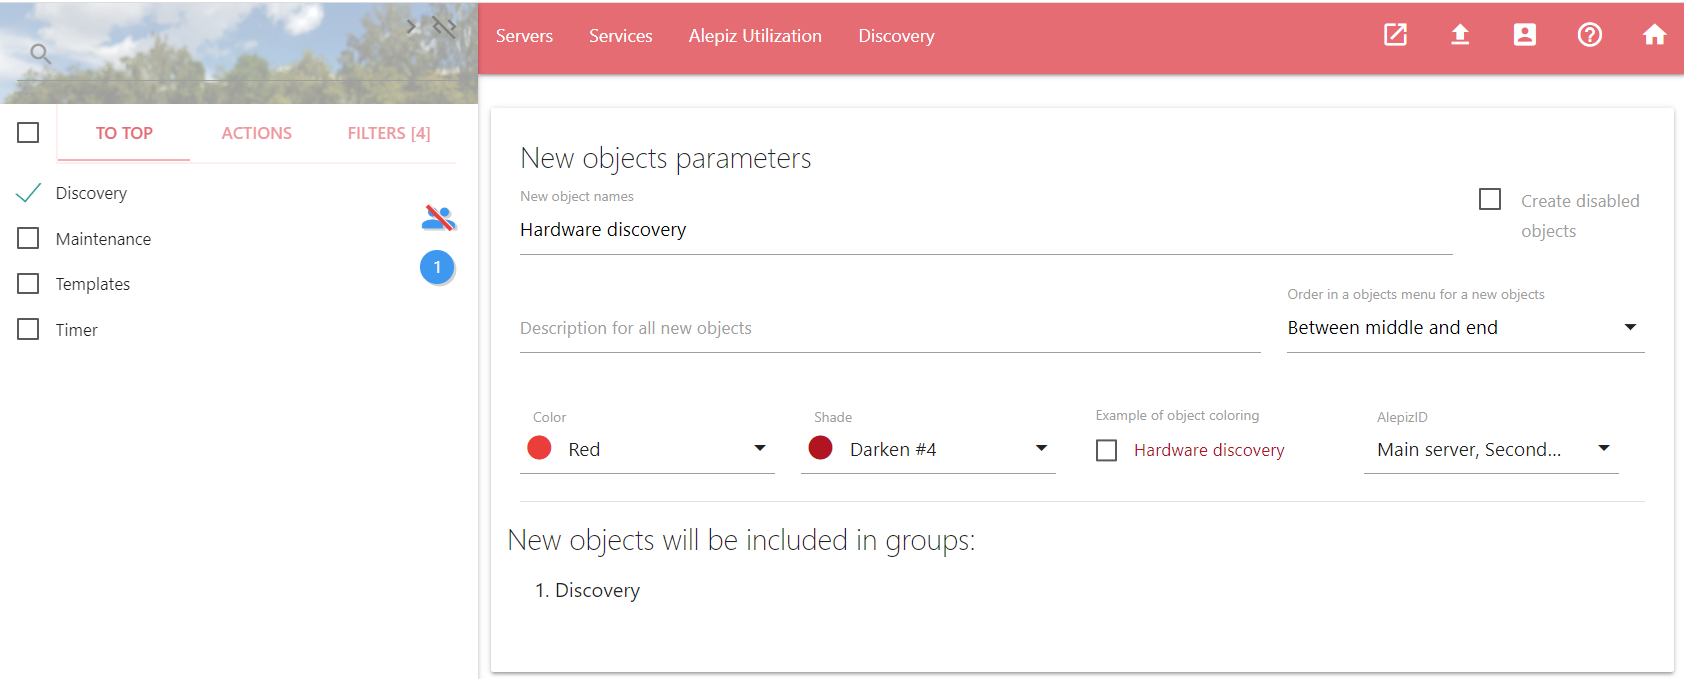 Servers Services Alepiz Utilization Discovery
TO TOP ACTIONS FILTERS [4]
Discovery
Maintenance
1
Templates
Timer
New objects parameters
New object names
Hardware discovery
Create disabled
objects
Description for all new objects
Order in a objects menu for a new objects
Between middle and end
Color
Red
Shade
Darken #4
Example of object coloring
Hardware discovery
AlepizID
Main server, Second...
New objects will be included in groups:
1. Discovery